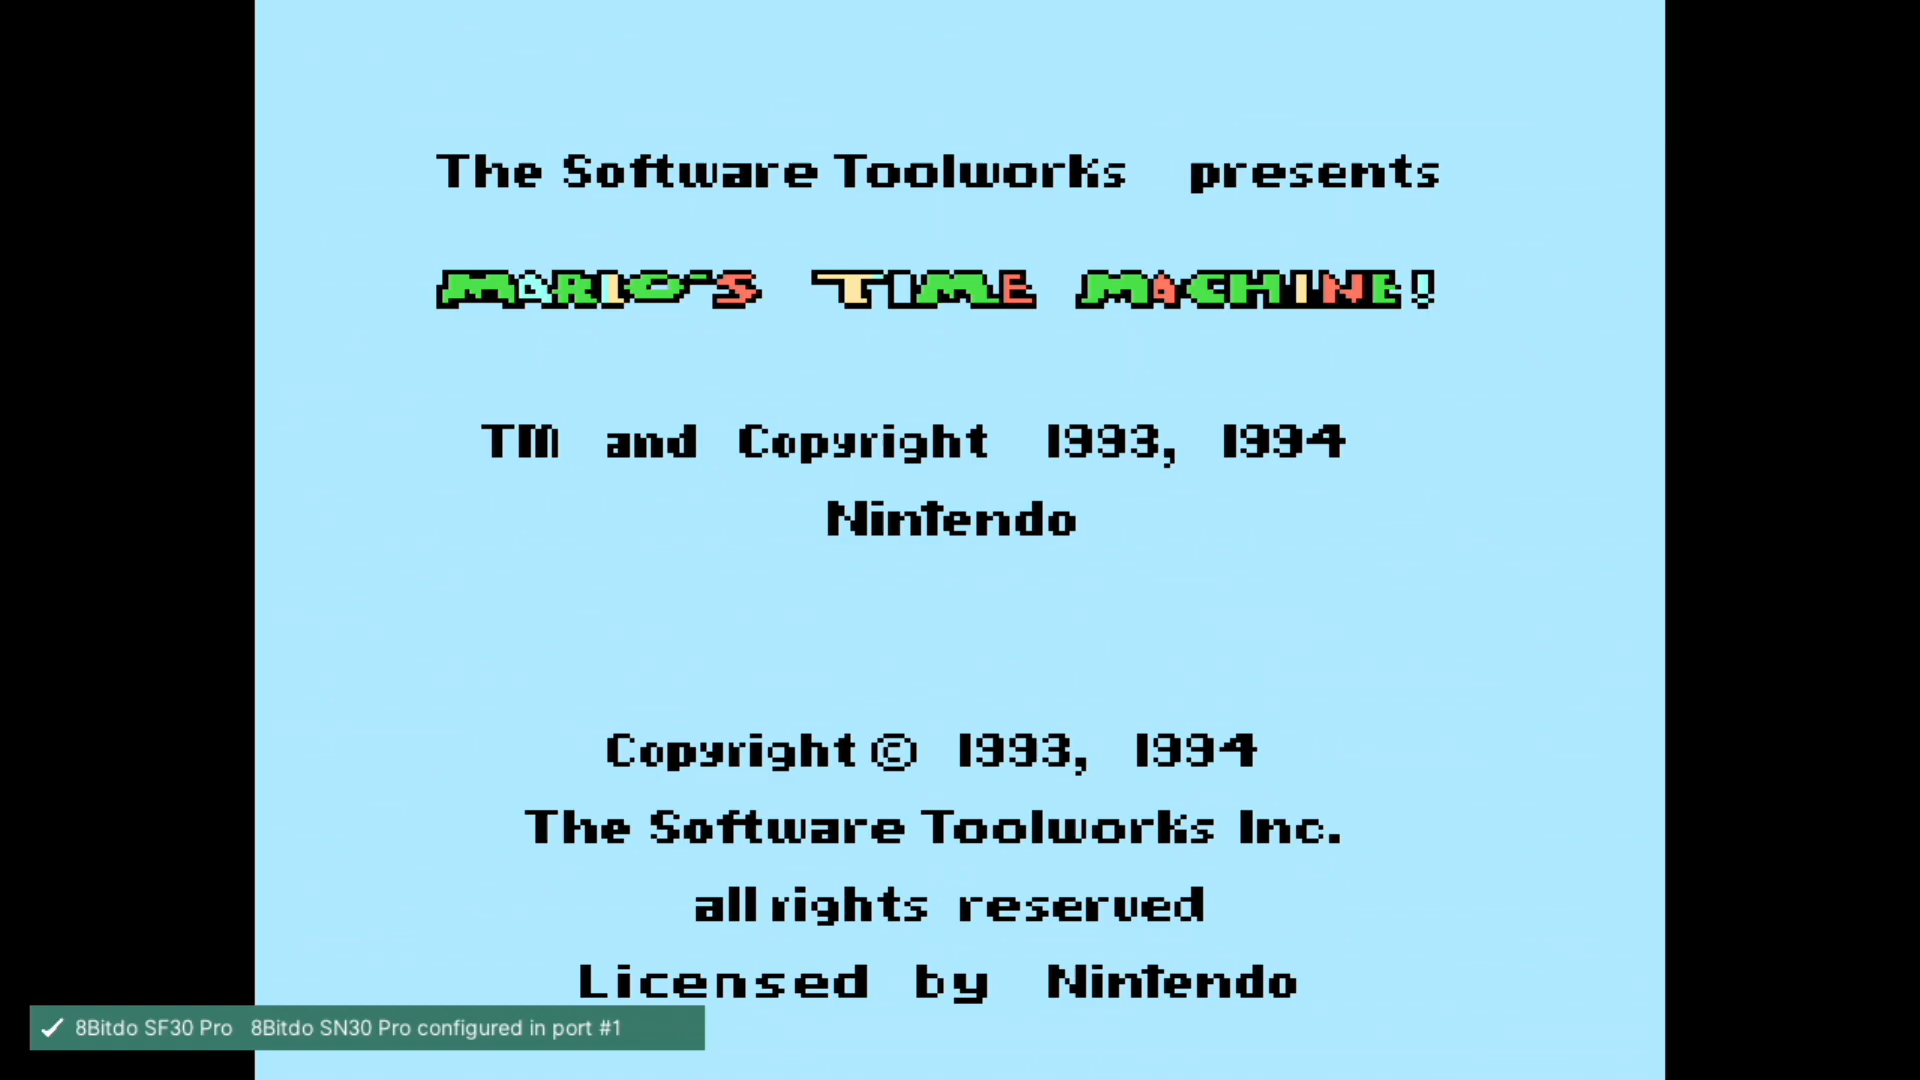 The Software Toolworks presents
MARIO'S TIME MACHINE!
TM and Copyright 1993, 1994
Nintendo
Copyright © 1993, 1994
The Software Toolworks Inc.
all rights reserved
Licensed by Nintendo
8Bitdo SF30 Pro 8Bitdo SN30 Pro configured in port #1